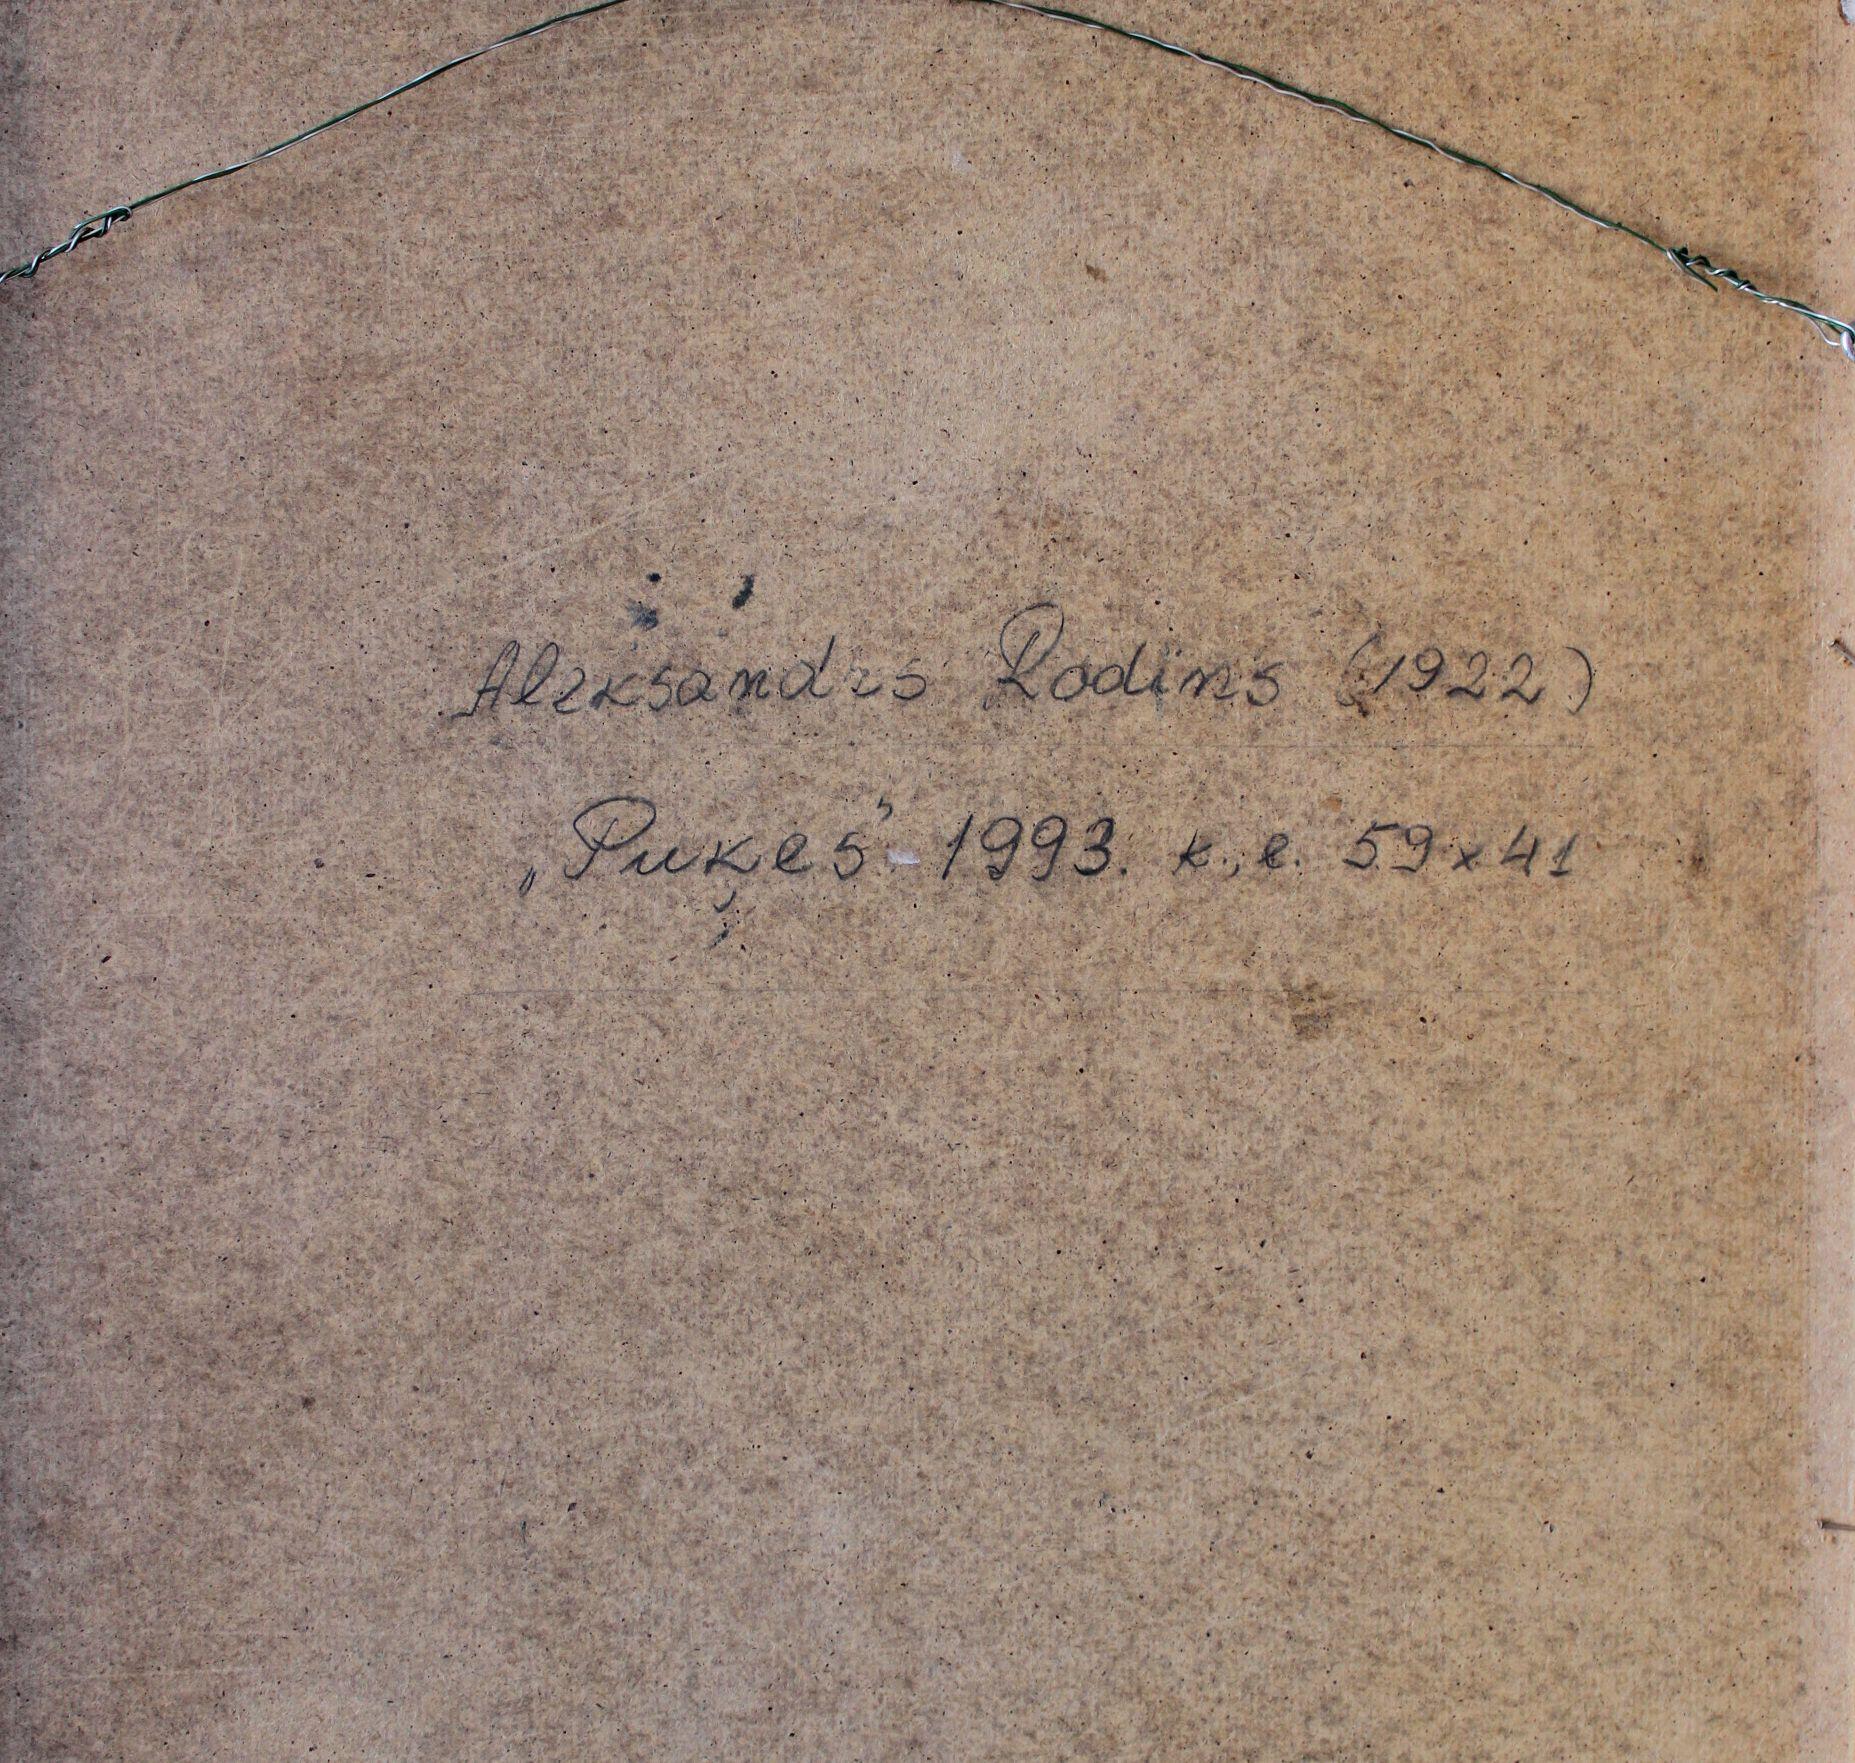 Aleksandrs Rodins (1922)
„Puķes" 1993. k., e. 59x41